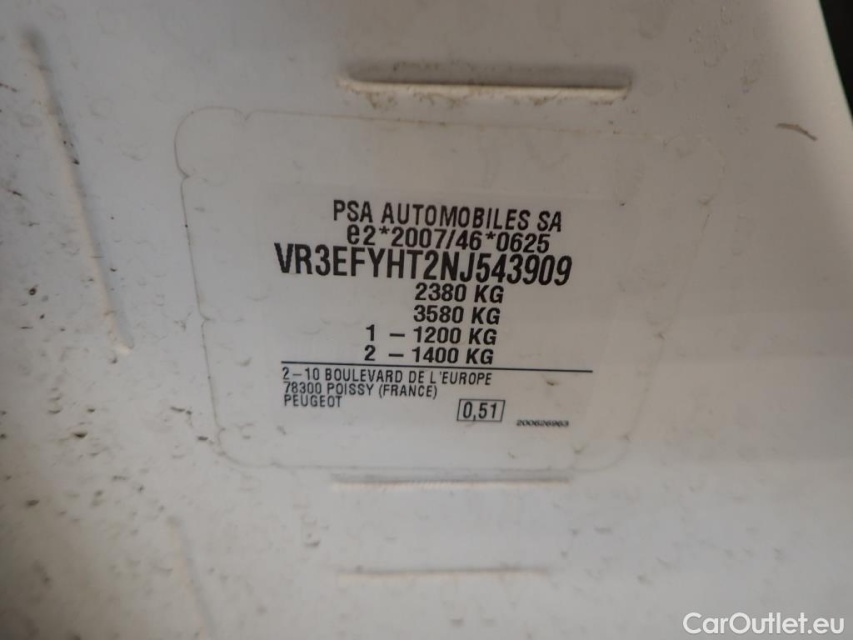 PSA AUTOMOBILES SA
e2*2007/46*0625
VR3EFYHT2NJ543909
2380 KG
3580 KG
1 – 1200 KG
2 – 1400 KG
2–10 BOULEVARD DE L'EUROPE
78300 POISSY (FRANCE)
PEUGEOT
0,51
200626963
CarOutlet.eu